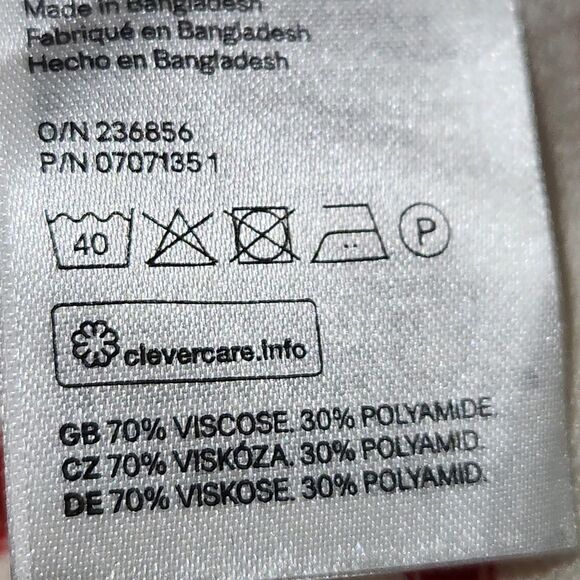 Made in Bangladesh
Fabriqué en Bangladesh
Hecho en Bangladesh
O/N 236856
P/N 07071351
40
P
clevercare.info
GB 70% VISCOSE. 30% POLYAMIDE.
CZ 70% VISKÓZA. 30% POLYAMID.
DE 70% VISKOSE. 30% POLYAMID.